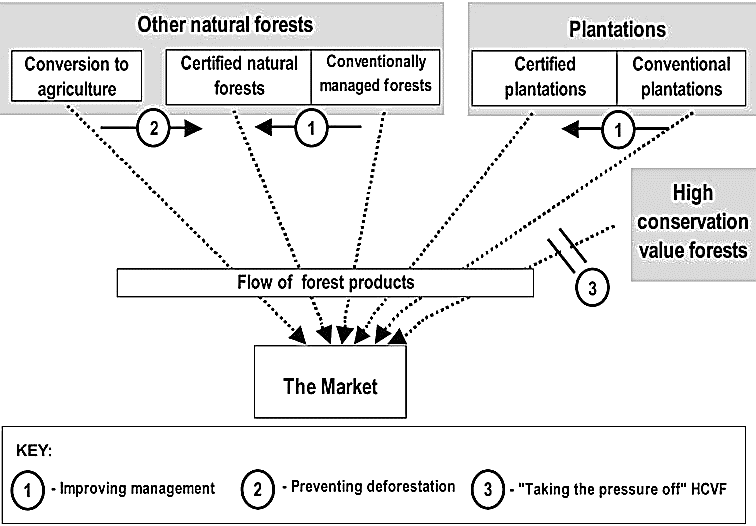 Other natural forests
Plantations
Conversion to
agriculture
Certified natural
forests
Conventionally
managed forests
Certified
plantations
Conventional
plantations
2
1
1
High
conservation
value forests
3
Flow of forest products
The Market
KEY:
1 - Improving management
2 - Preventing deforestation
3 - "Taking the pressure off" HCVF